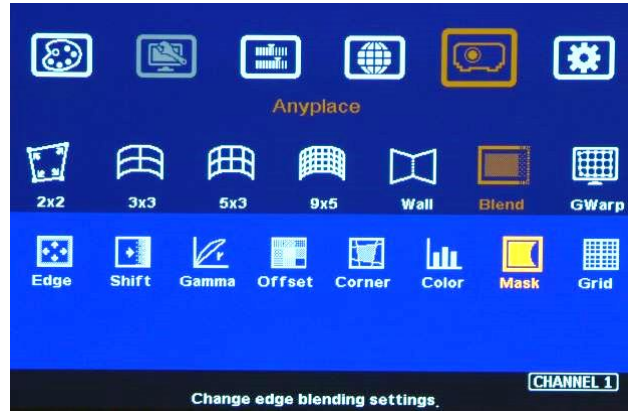 Anyplace
2x2 3x3 5x3 9x5 Wall Blend GWarp
Edge Shift Gamma Offset Corner Color Mask Grid
CHANNEL 1
Change edge blending settings.